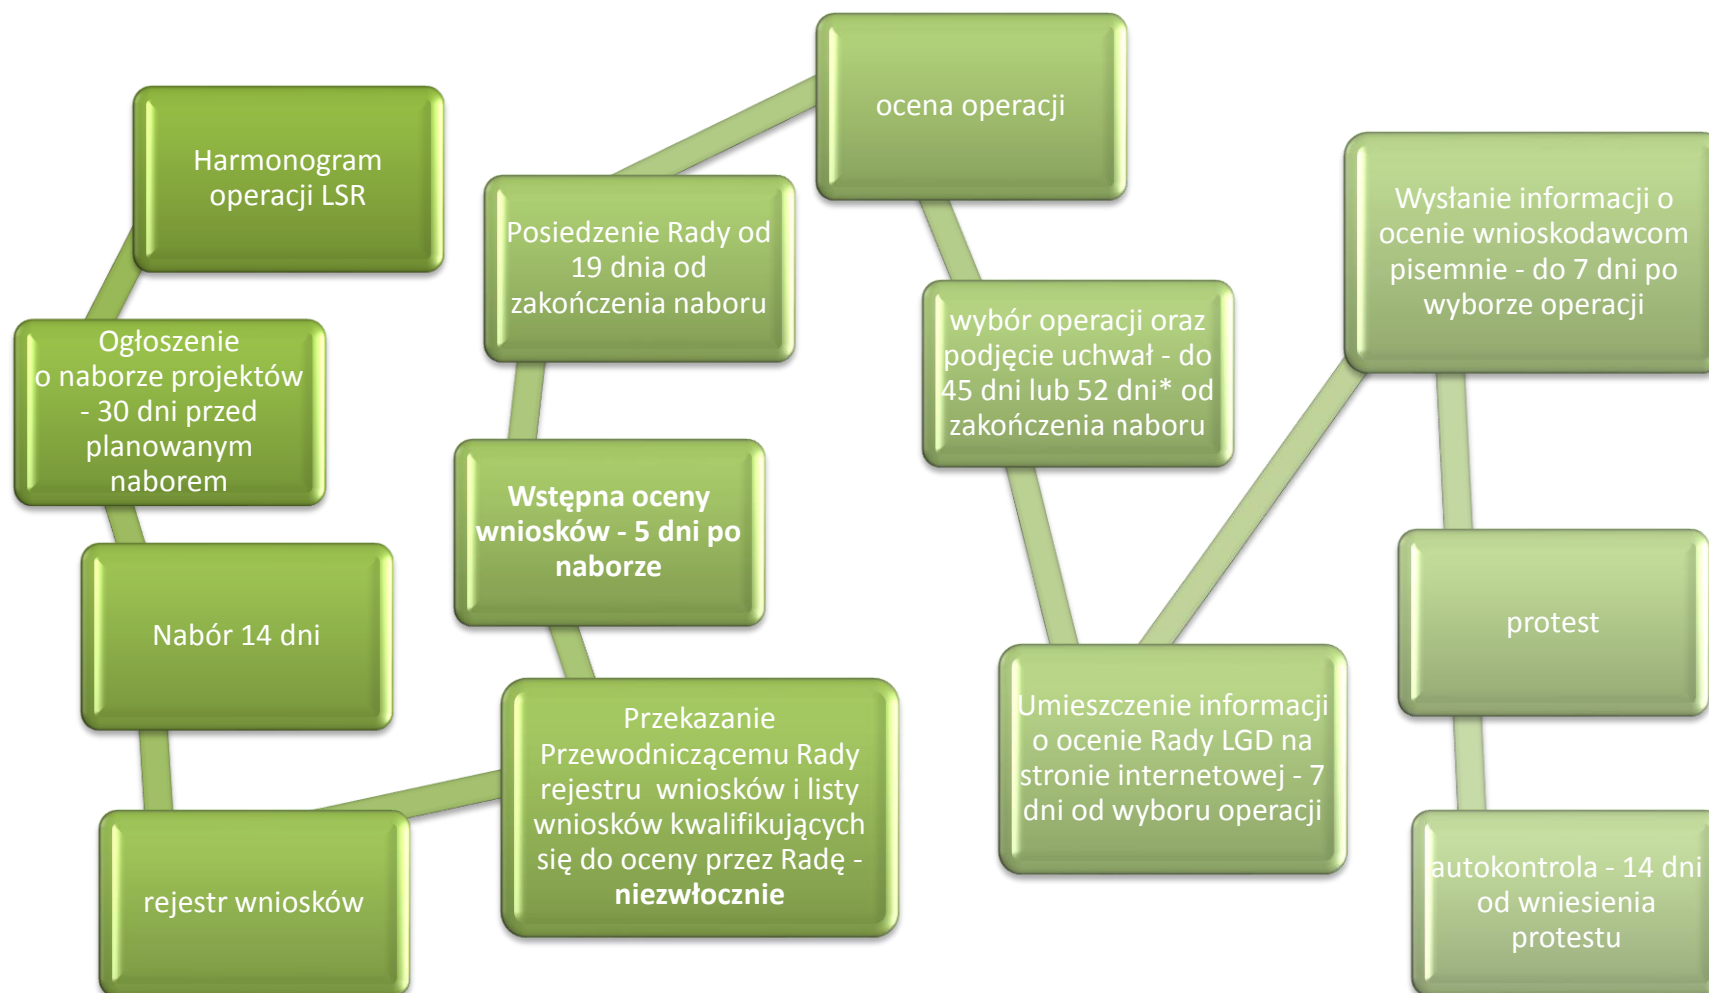 Harmonogram
operacji LSR
Ogłoszenie
o naborze projektów
- 30 dni przed
planowanym
naborem
Nabór 14 dni
rejestr wniosków
Przekazanie
Przewodniczącemu Rady
rejestru wniosków i listy
wniosków kwalifikujących
się do oceny przez Radę -
niezwłocznie
Wstępna oceny
wniosków - 5 dni po
naborze
Posiedzenie Rady od
19 dnia od
zakończenia naboru
ocena operacji
wybór operacji oraz
podjęcie uchwał - do
45 dni lub 52 dni* od
zakończenia naboru
Umieszczenie informacji
o ocenie Rady LGD na
stronie internetowej - 7
dni od wyboru operacji
Wysłanie informacji o
ocenie wnioskodawcom
pisemnie - do 7 dni po
wyborze operacji
protest
autokontrola - 14 dni
od wniesienia
protestu